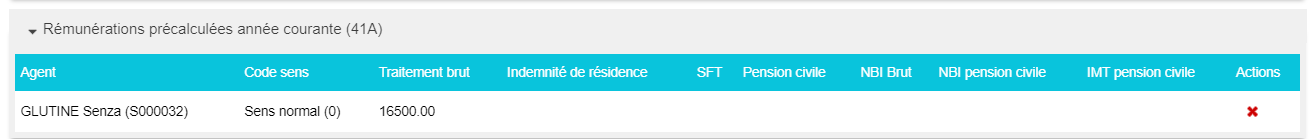 Rémunérations précalculées année courante (41A)
Agent Code sens Traitement brut Indemnité de résidence SFT Pension civile NBI Brut NBI pension civile IMT pension civile Actions
GLUTINE Senza (S000032) Sens normal (0) 16500.00